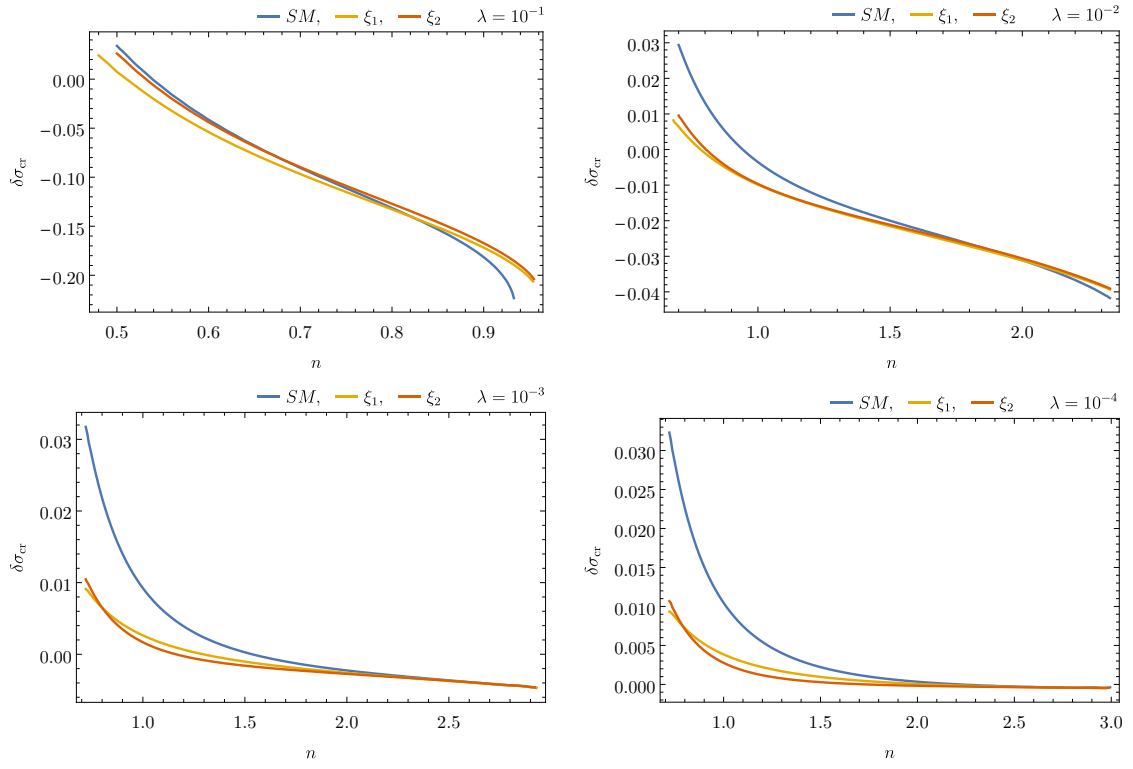 SM, ξ₁, ξ₂ λ = 10⁻¹
0.00
−0.05
−0.10
−0.15
−0.20
δσcr
0.5 0.6 0.7 0.8 0.9
n
SM, ξ₁, ξ₂ λ = 10⁻²
0.03
0.02
0.01
0.00
−0.01
−0.02
−0.03
−0.04
δσcr
1.0 1.5 2.0
n
SM, ξ₁, ξ₂ λ = 10⁻³
0.03
0.02
0.01
0.00
δσcr
1.0 1.5 2.0 2.5
n
SM, ξ₁, ξ₂ λ = 10⁻⁴
0.030
0.025
0.020
0.015
0.010
0.005
0.000
δσcr
1.0 1.5 2.0 2.5 3.0
n